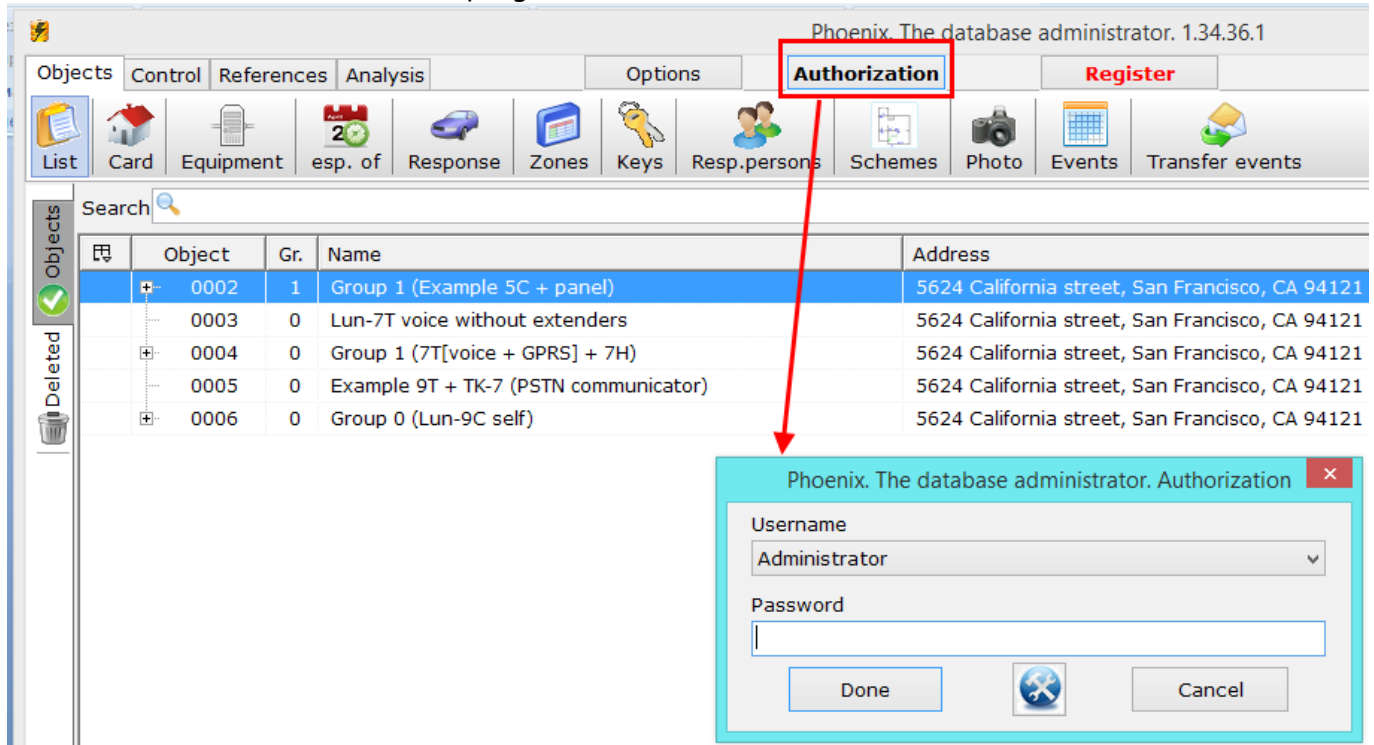 Phoenix. The database administrator. 1.34.36.1
Objects Control References Analysis Options Authorization Register
List Card Equipment esp. of Response Zones Keys Resp.persons Schemes Photo Events Transfer events
Search
Objects
Deleted
Object Gr. Name Address
0002 1 Group 1 (Example 5C + panel) 5624 California street, San Francisco, CA 94121
0003 0 Lun-7T voice without extenders 5624 California street, San Francisco, CA 94121
0004 0 Group 1 (7T[voice + GPRS] + 7H) 5624 California street, San Francisco, CA 94121
0005 0 Example 9T + TK-7 (PSTN communicator) 5624 California street, San Francisco, CA 94121
0006 0 Group 0 (Lun-9C self) 5624 California street, San Francisco, CA 94121
Phoenix. The database administrator. Authorization
Username
Administrator
Password
Done Cancel